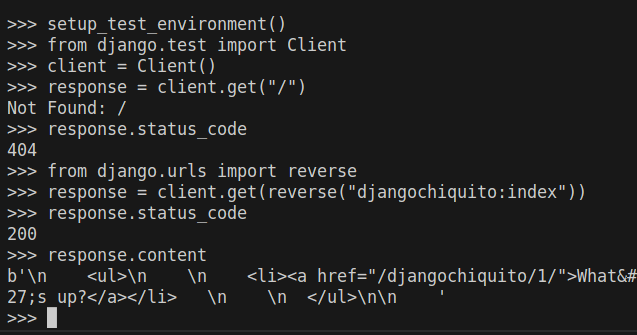 >>> setup_test_environment()
>>> from django.test import Client
>>> client = Client()
>>> response = client.get("/")
Not Found: /
>>> response.status_code
404
>>> from django.urls import reverse
>>> response = client.get(reverse("djangochiquito:index"))
>>> response.status_code
200
>>> response.content
b'\n    <ul>\n    \n    <li><a href="/djangochiquito/1/">What&#
27;s up?</a></li>   \n    \n  </ul>\n\n    '
>>>